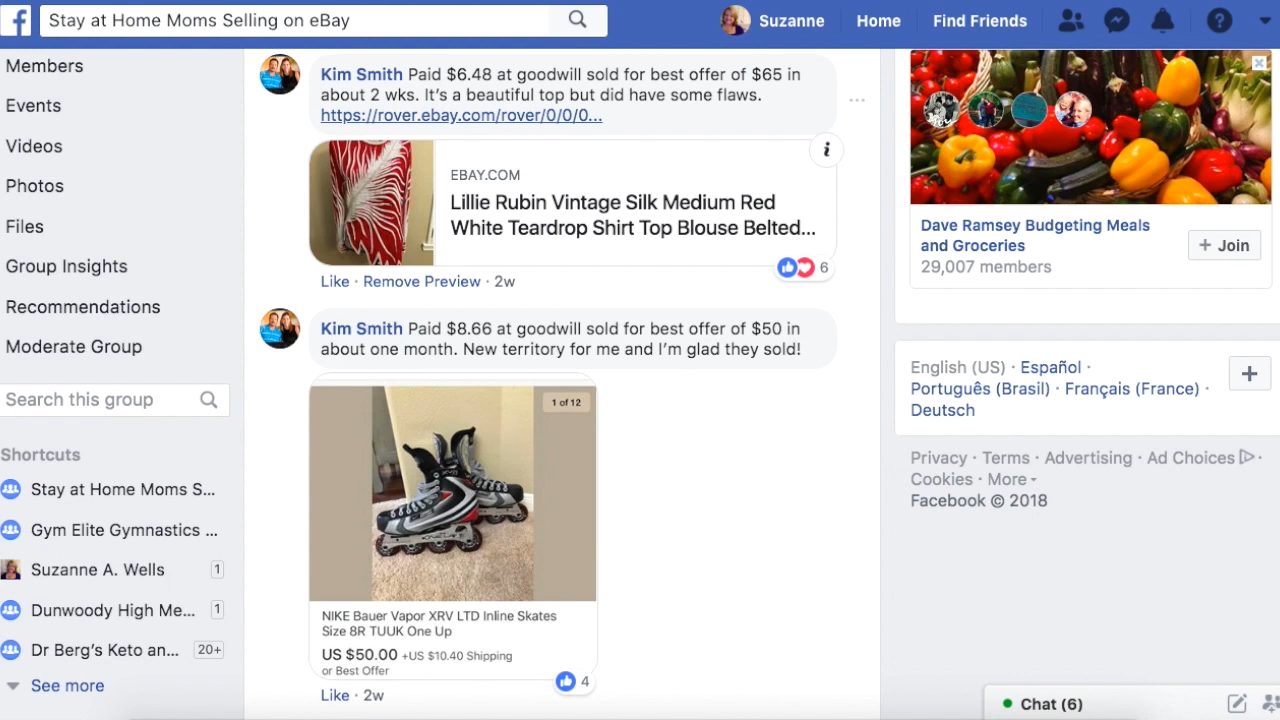 f
Stay at Home Moms Selling on eBay
Suzanne
Home
Find Friends
?
Members
Events
Videos
Photos
Files
Group Insights
Recommendations
Moderate Group
Search this group
Shortcuts
Stay at Home Moms S...
Gym Elite Gymnastics ...
Suzanne A. Wells 1
Dunwoody High Me... 1
Dr Berg's Keto an... 20+
See more
Kim Smith Paid $6.48 at goodwill sold for best offer of $65 in
about 2 wks. It's a beautiful top but did have some flaws.
https://rover.ebay.com/rover/0/0/0...
i
EBAY.COM
Lillie Rubin Vintage Silk Medium Red
White Teardrop Shirt Top Blouse Belted...
6
Like · Remove Preview · 2w
Kim Smith Paid $8.66 at goodwill sold for best offer of $50 in
about one month. New territory for me and I'm glad they sold!
1 of 12
NIKE Bauer Vapor XRV LTD Inline Skates
Size 8R TUUK One Up
US $50.00 +US $10.40 Shipping
or Best Offer
4
Like · 2w
Dave Ramsey Budgeting Meals
and Groceries
29,007 members
+ Join
English (US) · Español ·
Português (Brasil) · Français (France) ·
Deutsch
Privacy · Terms · Advertising · Ad Choices ·
Cookies · More
Facebook © 2018
Chat (6)